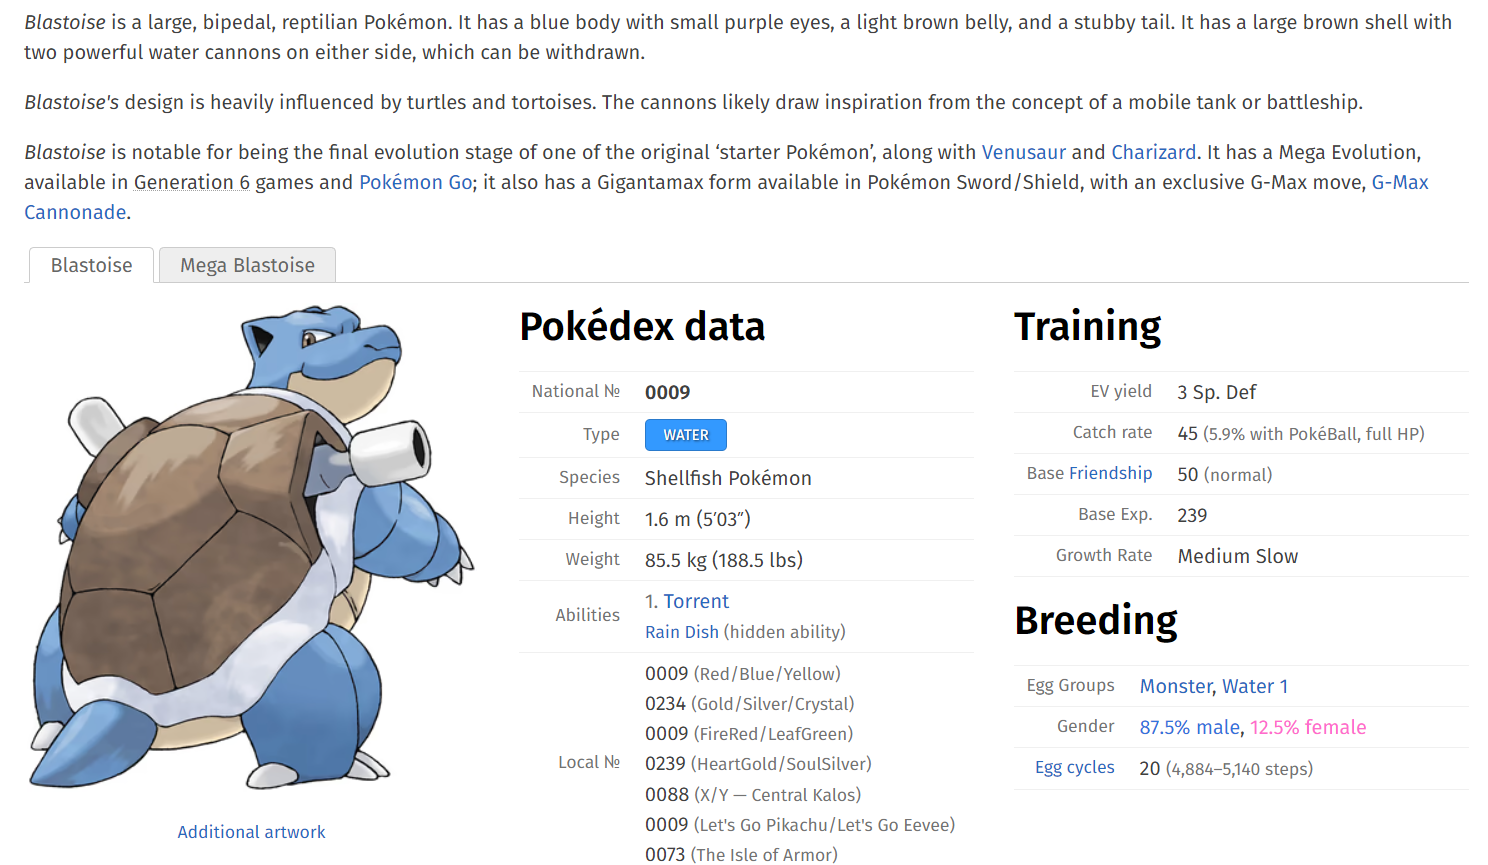 Blastoise is a large, bipedal, reptilian Pokémon. It has a blue body with small purple eyes, a light brown belly, and a stubby tail. It has a large brown shell with
two powerful water cannons on either side, which can be withdrawn.
Blastoise's design is heavily influenced by turtles and tortoises. The cannons likely draw inspiration from the concept of a mobile tank or battleship.
Blastoise is notable for being the final evolution stage of one of the original ‘starter Pokémon’, along with Venusaur and Charizard. It has a Mega Evolution,
available in Generation 6 games and Pokémon Go; it also has a Gigantamax form available in Pokémon Sword/Shield, with an exclusive G-Max move, G-Max
Cannonade.
Blastoise
Mega Blastoise
Additional artwork
Pokédex data
National № 0009
Type WATER
Species Shellfish Pokémon
Height 1.6 m (5′03″)
Weight 85.5 kg (188.5 lbs)
Abilities
1. Torrent
Rain Dish (hidden ability)
Local №
0009 (Red/Blue/Yellow)
0234 (Gold/Silver/Crystal)
0009 (FireRed/LeafGreen)
0239 (HeartGold/SoulSilver)
0088 (X/Y — Central Kalos)
0009 (Let's Go Pikachu/Let's Go Eevee)
0073 (The Isle of Armor)
Training
EV yield 3 Sp. Def
Catch rate 45 (5.9% with PokéBall, full HP)
Base Friendship 50 (normal)
Base Exp. 239
Growth Rate Medium Slow
Breeding
Egg Groups Monster, Water 1
Gender 87.5% male, 12.5% female
Egg cycles 20 (4,884–5,140 steps)